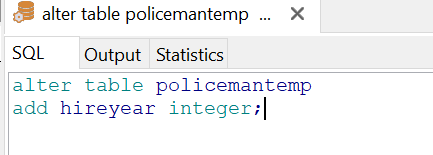 alter table policemantemp ...
SQL Output Statistics
alter table policemantemp
add hireyear integer;